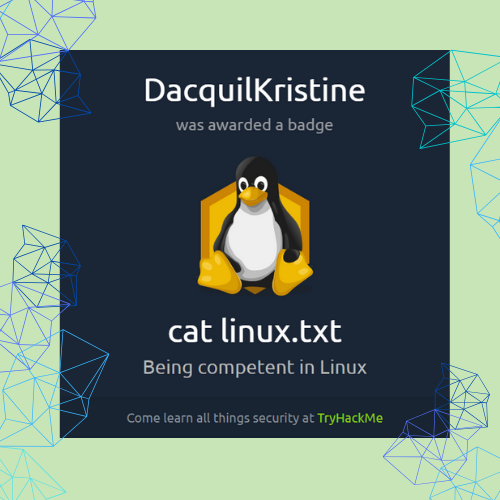 DacquilKristine
was awarded a badge
cat linux.txt
Being competent in Linux
Come learn all things security at TryHackMe